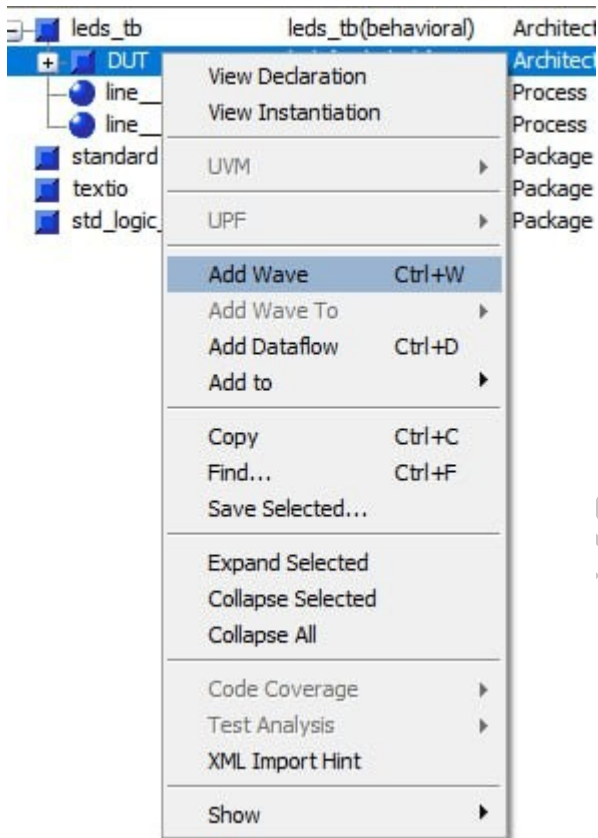 leds_tb leds_tb(behavioral) Architect
DUT Architect
line__ Process
line__ Process
standard Package
textio Package
std_logic_ Package
View Declaration
View Instantiation
UVM
UPF
Add Wave Ctrl+W
Add Wave To
Add Dataflow Ctrl+D
Add to
Copy Ctrl+C
Find... Ctrl+F
Save Selected...
Expand Selected
Collapse Selected
Collapse All
Code Coverage
Test Analysis
XML Import Hint
Show